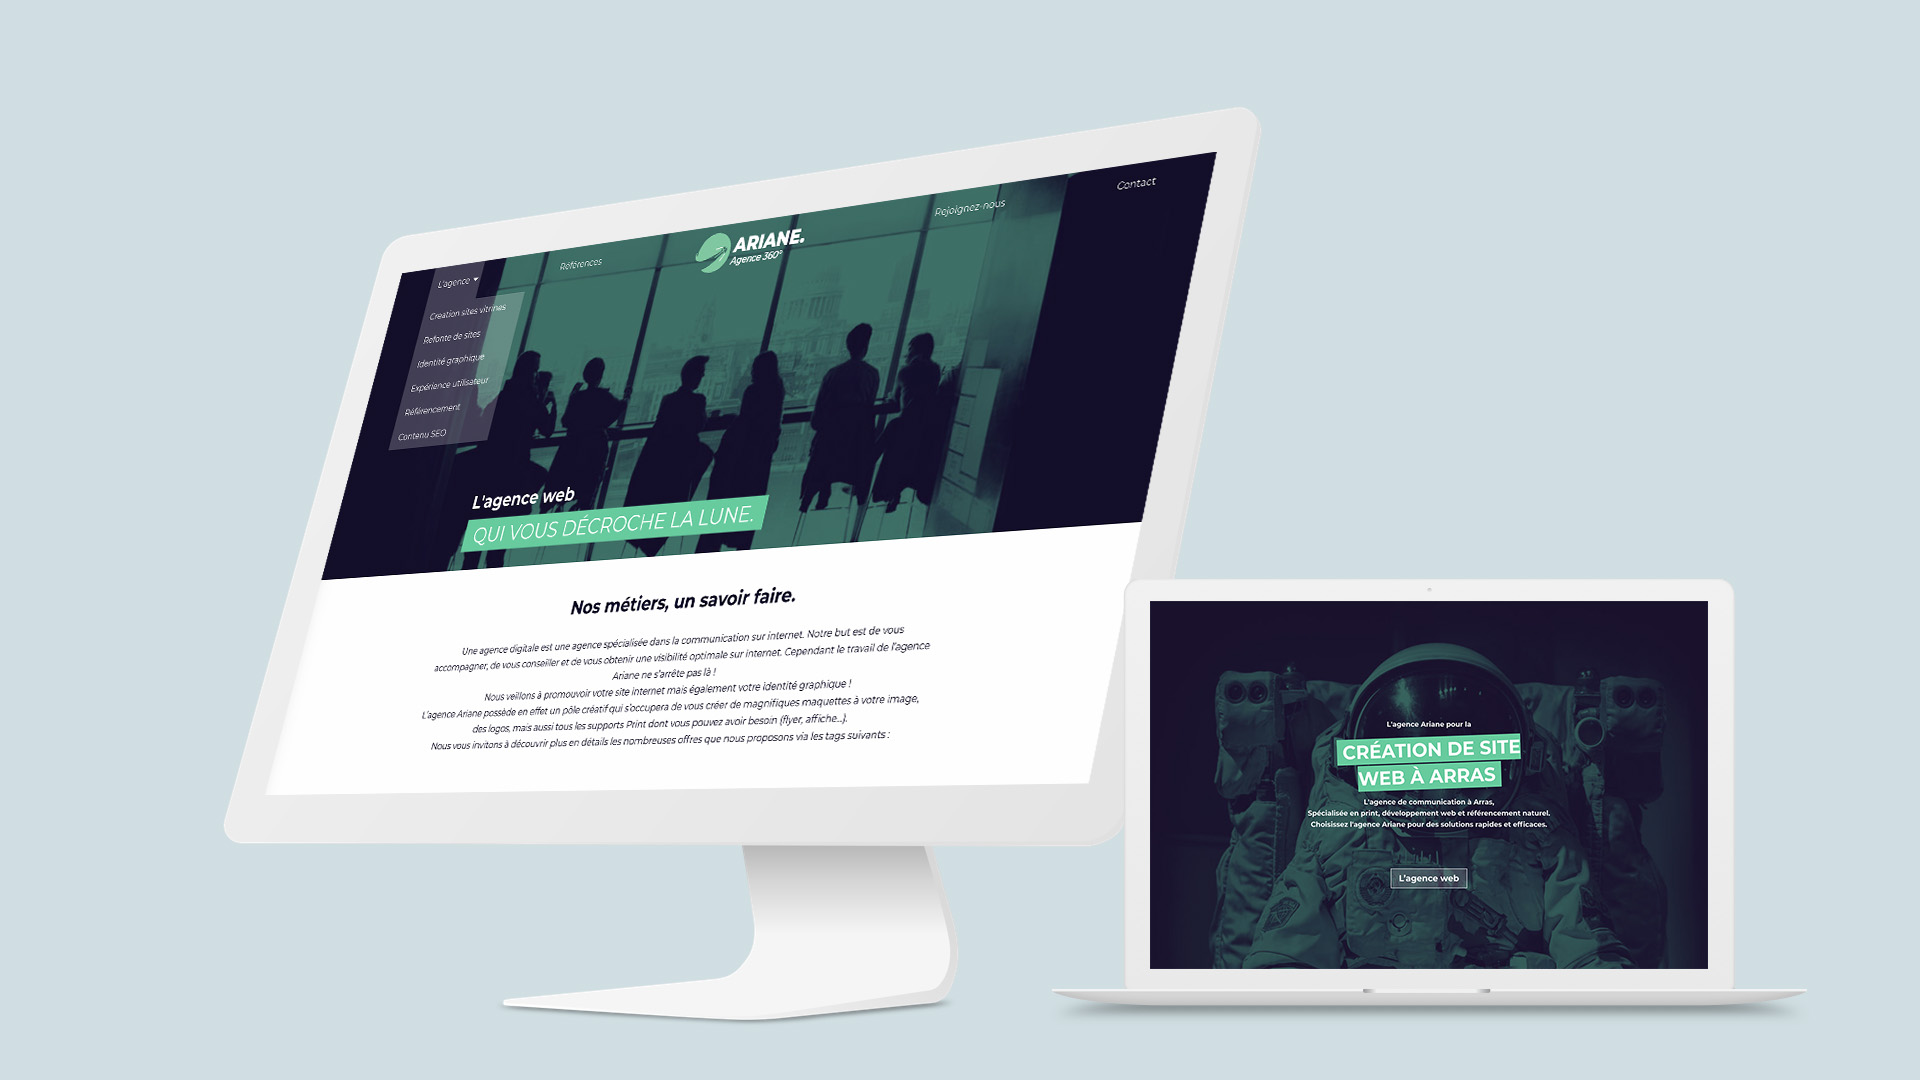 L'agence
Références
ARIANE.
Agence 360°
Rejoignez-nous
Contact
Creation sites vitrines
Refonte de sites
Identité graphique
Expérience utilisateur
Référencement
Contenu SEO
L'agence web
QUI VOUS DÉCROCHE LA LUNE.
Nos métiers, un savoir faire.
Une agence digitale est une agence spécialisée dans la communication sur internet. Notre but est de vous
accompagner, de vous conseiller et de vous obtenir une visibilité optimale sur internet. Cependant le travail de l'agence
Ariane ne s'arrête pas là !
Nous veillons à promouvoir votre site internet mais également votre identité graphique !
L'agence Ariane possède en effet un pôle créatif qui s'occupera de vous créer de magnifiques maquettes à votre image,
des logos, mais aussi tous les supports Print dont vous pouvez avoir besoin (flyer, affiche...).
Nous vous invitons à découvrir plus en détails les nombreuses offres que nous proposons via les tags suivants :
L'agence Ariane pour la
CRÉATION DE SITE
WEB À ARRAS
L'agence de communication à Arras,
Spécialisée en print, développement web et référencement naturel.
Choisissez l'agence Ariane pour des solutions rapides et efficaces.
L'agence web